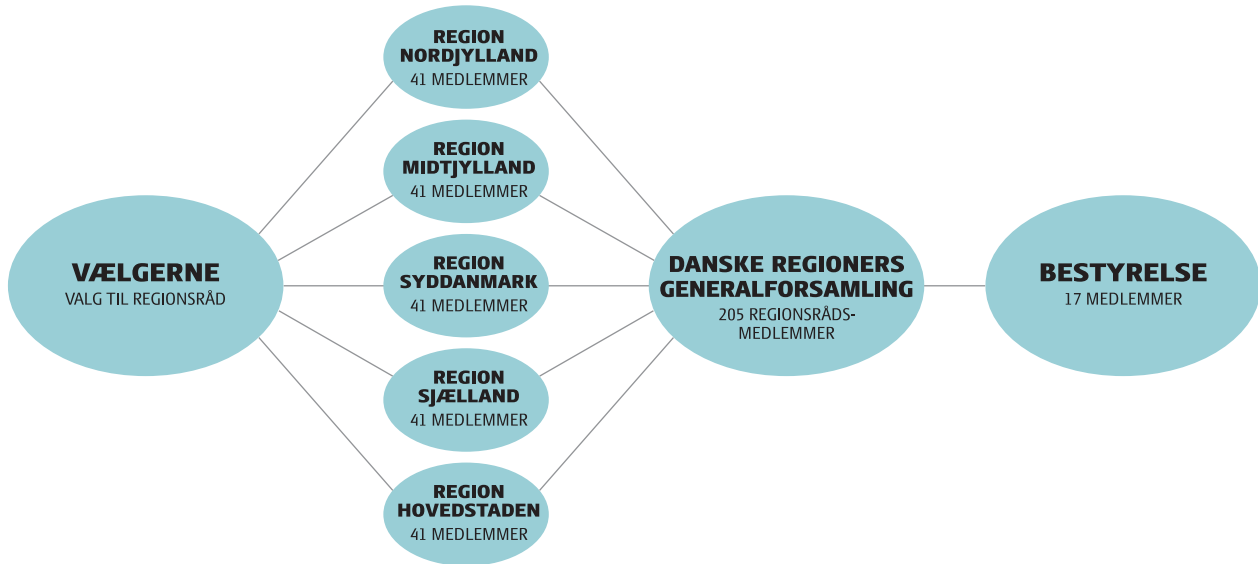 VÆLGERNE
VALG TIL REGIONSRÅD
REGION
NORDJYLLAND
41 MEDLEMMER
REGION
MIDTJYLLAND
41 MEDLEMMER
REGION
SYDDANMARK
41 MEDLEMMER
REGION
SJÆLLAND
41 MEDLEMMER
REGION
HOVEDSTADEN
41 MEDLEMMER
DANSKE REGIONERS
GENERALFORSAMLING
205 REGIONSRÅDS-
MEDLEMMER
BESTYRELSE
17 MEDLEMMER